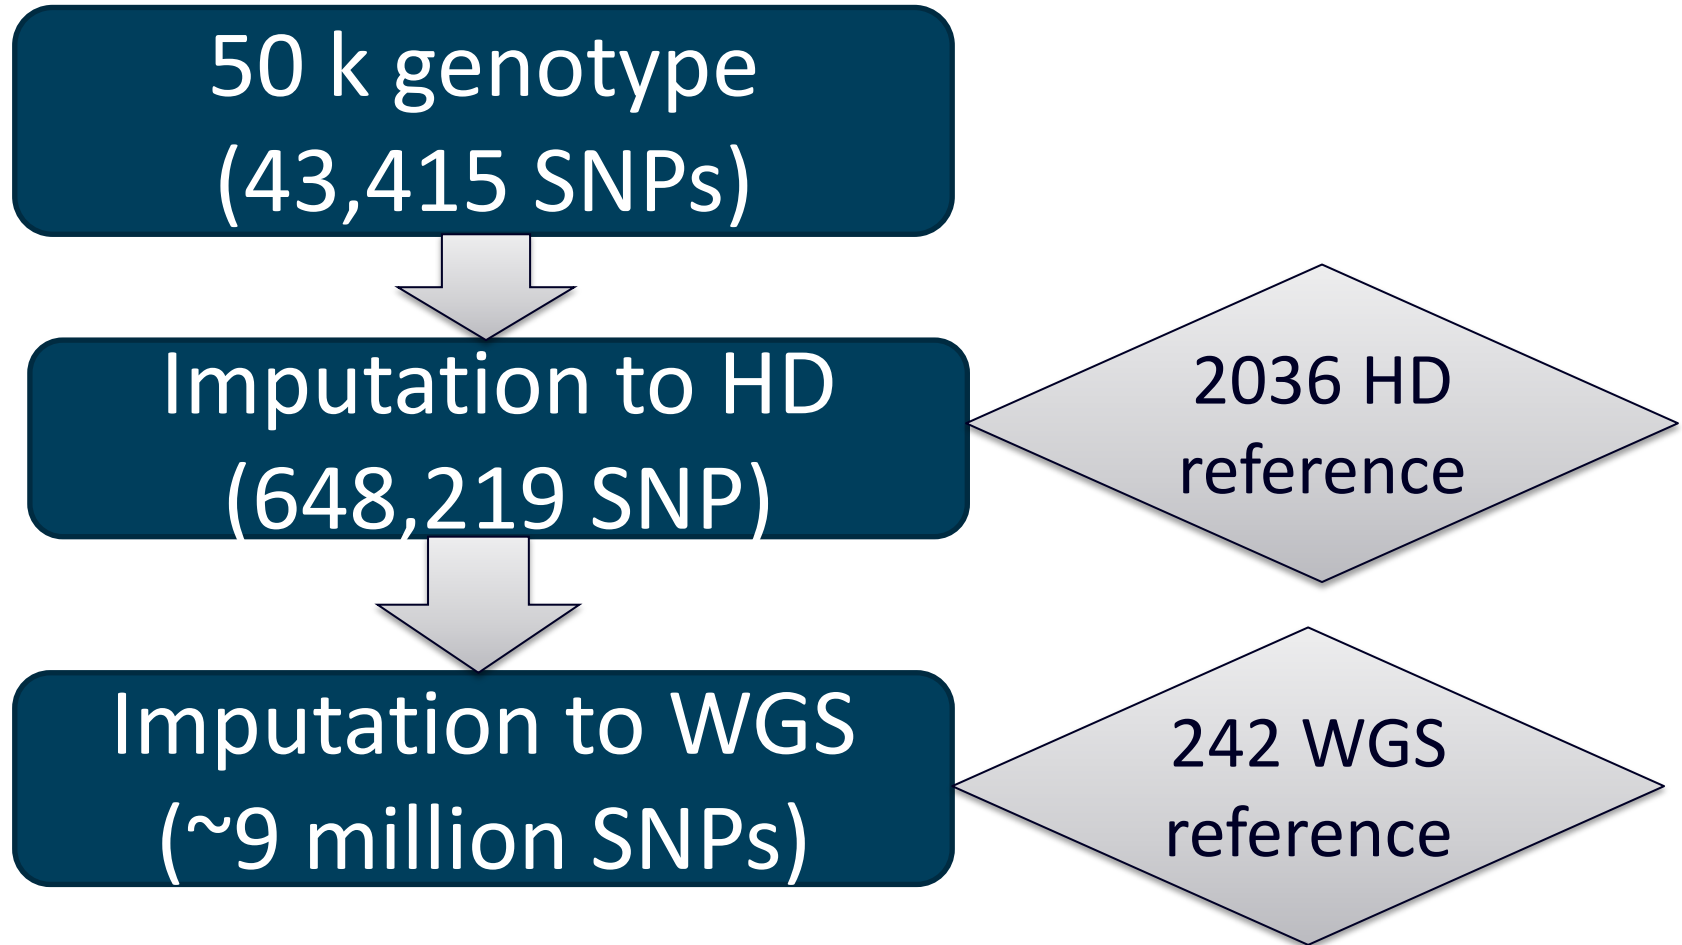 50 k genotype
(43,415 SNPs)
Imputation to HD
(648,219 SNP)
2036 HD
reference
Imputation to WGS
(~9 million SNPs)
242 WGS
reference